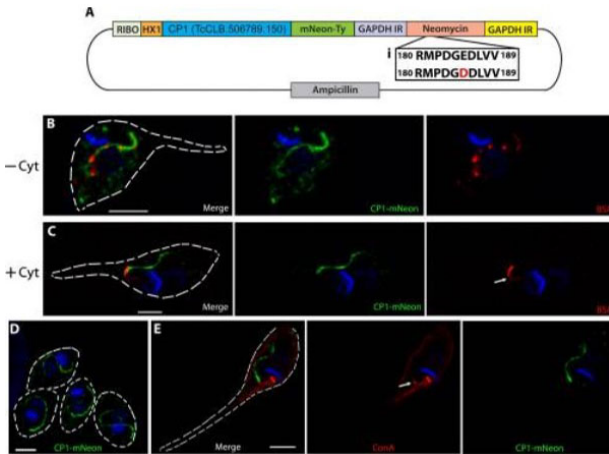 A
RIBO HX1 CP1 (TcCLB.506789.150) mNeon-Ty GAPDH IR Neomycin GAPDH IR
i
180 RMPDGEDLVV 189
180 RMPDGDDLVV 189
Ampicillin
B
– Cyt
Merge CP1-mNeon
C
+ Cyt
Merge CP1-mNeon
D E
CP1-mNeon Merge ConA CP1-mNeon